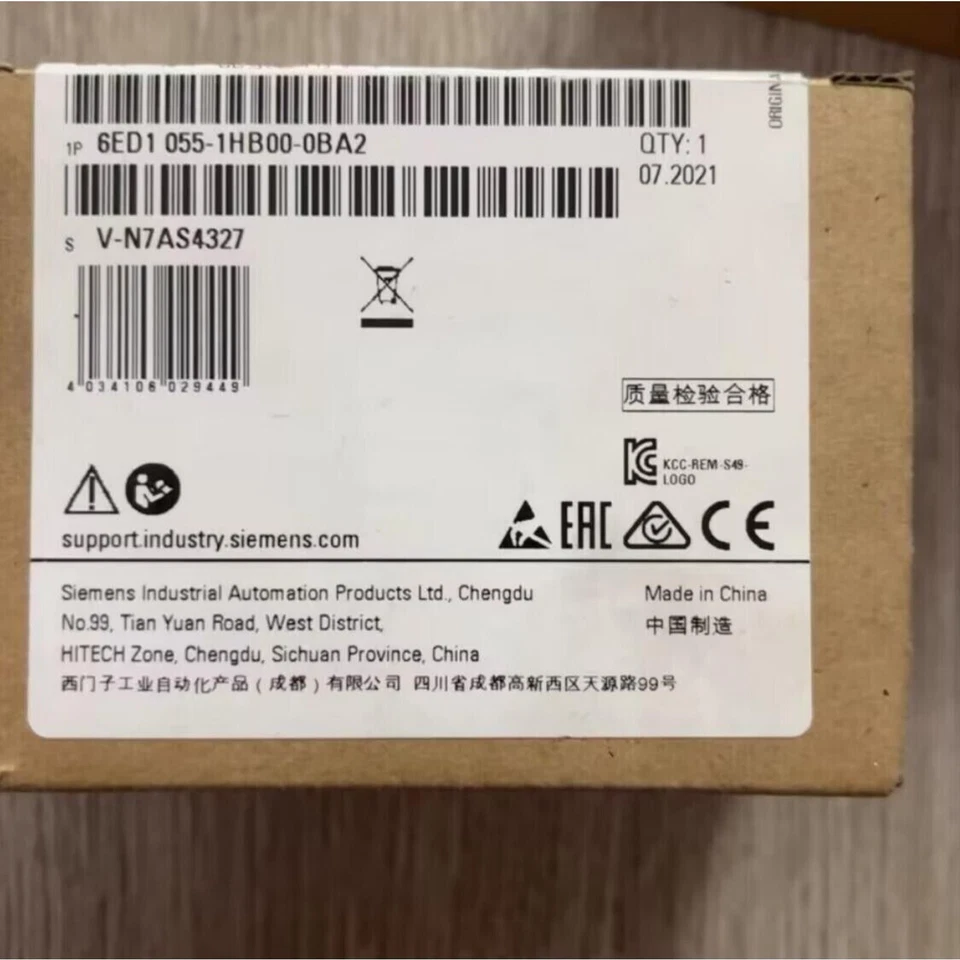 ORIGINA
1P 6ED1 055-1HB00-0BA2
QTY: 1
07.2021
S V-N7AS4327
4 034106 029449
质量检验合格
KCC-REM-S49-
LOGO
support.industry.siemens.com
EAC
CE
Siemens Industrial Automation Products Ltd., Chengdu
Made in China
No.99, Tian Yuan Road, West District,
中国制造
HITECH Zone, Chengdu, Sichuan Province, China
西门子工业自动化产品（成都）有限公司 四川省成都高新西区天源路99号